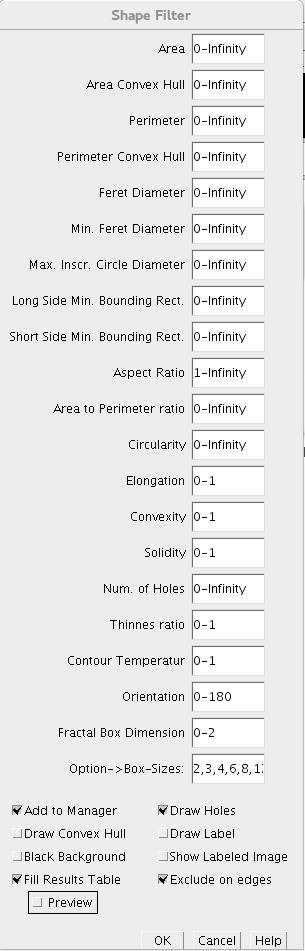 Shape Filter
Area 0-Infinity
Area Convex Hull 0-Infinity
Perimeter 0-Infinity
Perimeter Convex Hull 0-Infinity
Feret Diameter 0-Infinity
Min. Feret Diameter 0-Infinity
Max. Inscr. Circle Diameter 0-Infinity
Long Side Min. Bounding Rect. 0-Infinity
Short Side Min. Bounding Rect. 0-Infinity
Aspect Ratio 1-Infinity
Area to Perimeter ratio 0-Infinity
Circularity 0-Infinity
Elongation 0-1
Convexity 0-1
Solidity 0-1
Num. of Holes 0-Infinity
Thinnes ratio 0-1
Contour Temperatur 0-1
Orientation 0-180
Fractal Box Dimension 0-2
Option->Box-Sizes: 2,3,4,6,8,1
Add to Manager Draw Holes
Draw Convex Hull Draw Label
Black Background Show Labeled Image
Fill Results Table Exclude on edges
Preview
OK Cancel Help